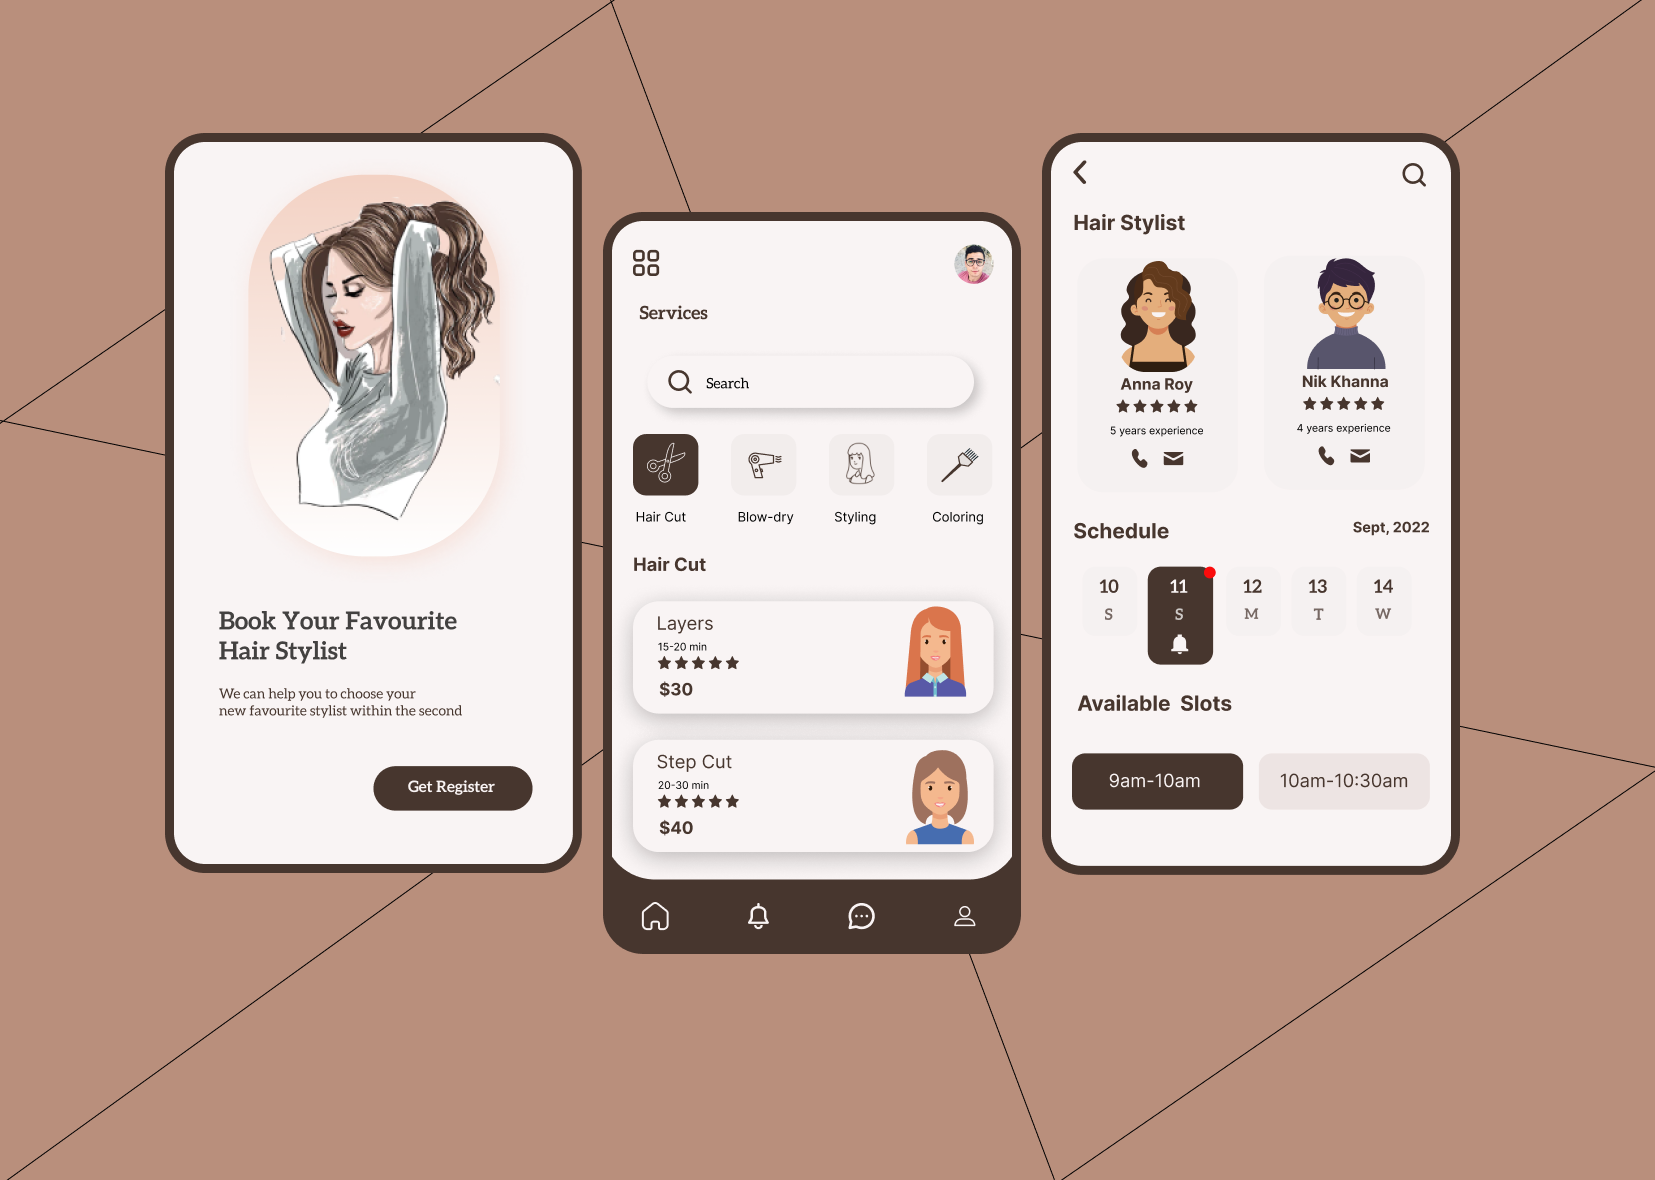 Book Your Favourite
Hair Stylist
We can help you to choose your
new favourite stylist within the second
Get Register
Services
Search
Hair Cut
Blow-dry
Styling
Coloring
Hair Cut
Layers
15-20 min
$30
Step Cut
20-30 min
$40
Hair Stylist
Anna Roy
Nik Khanna
5 years experience
4 years experience
Schedule
Sept, 2022
10 11 12 13 14
S S M T W
Available Slots
9am-10am
10am-10:30am